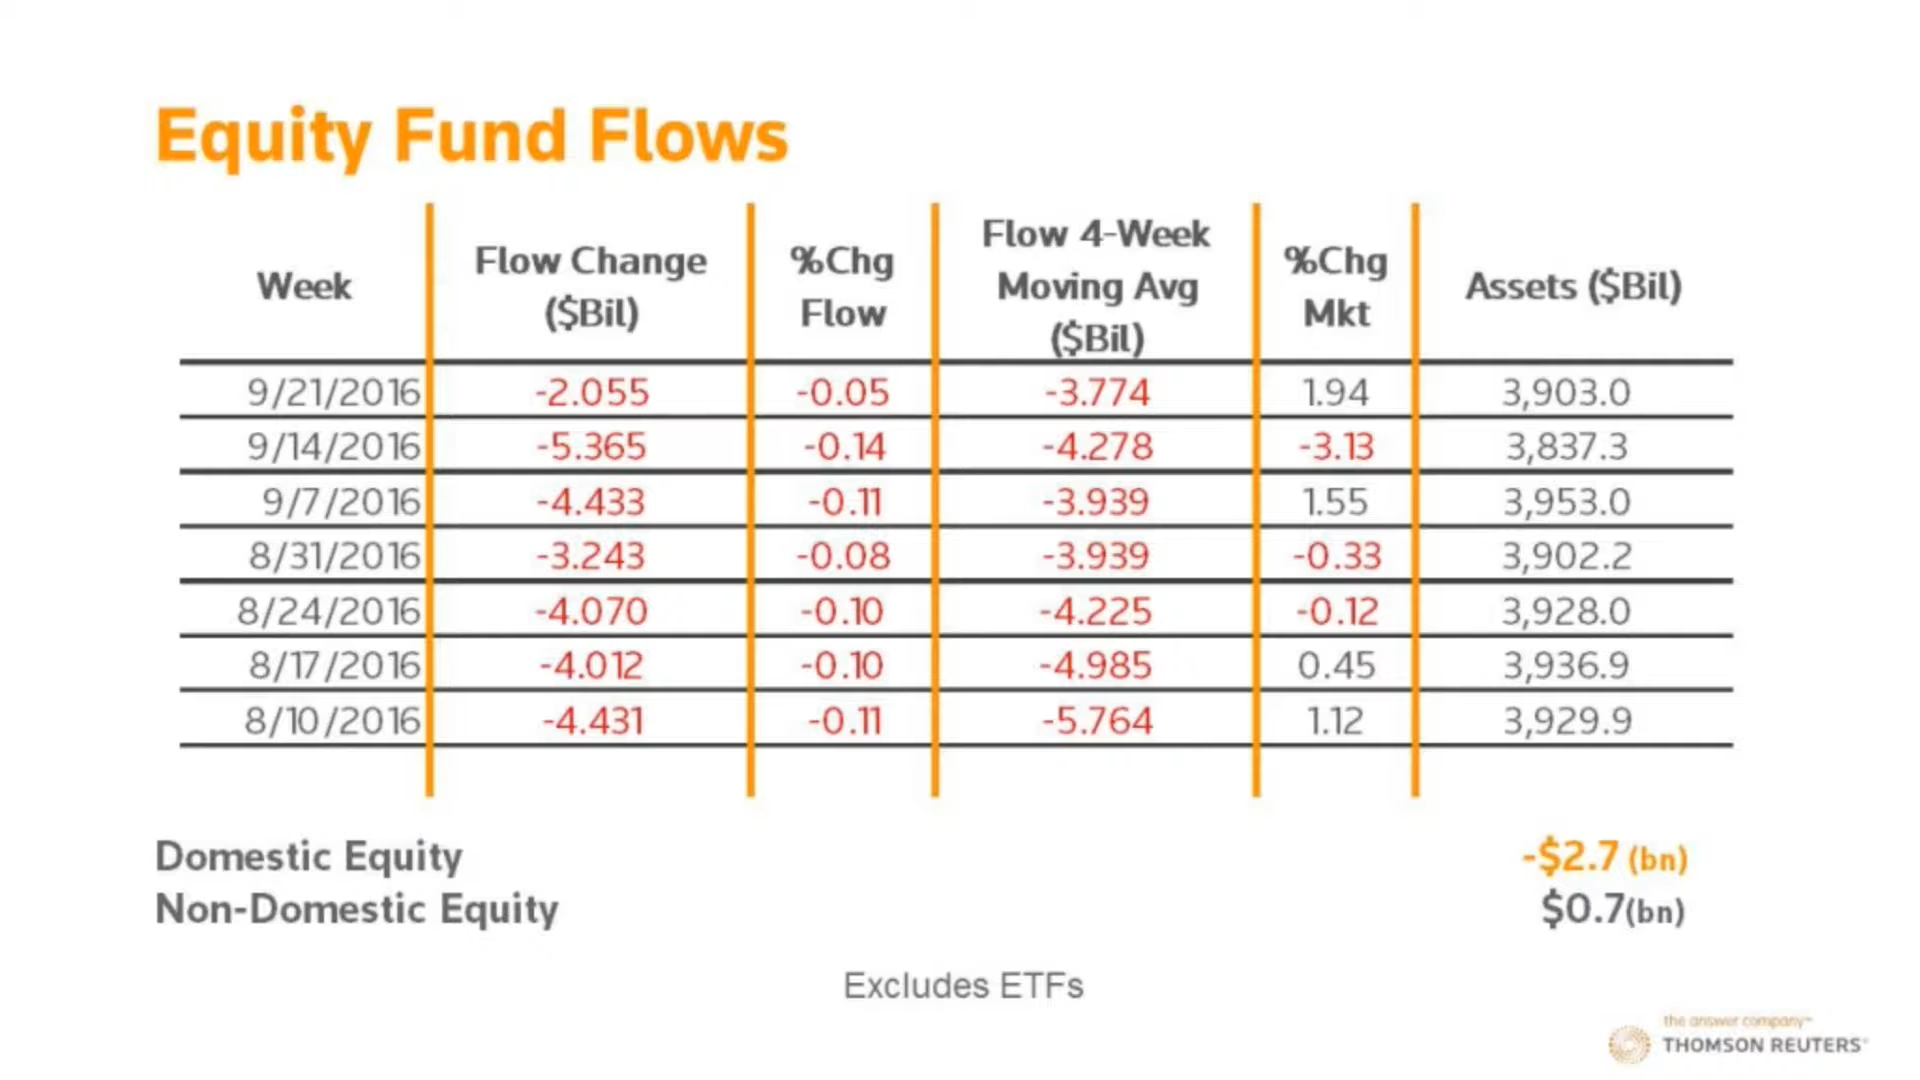 Equity Fund Flows
Week Flow Change ($Bil) %Chg Flow Flow 4-Week Moving Avg ($Bil) %Chg Mkt Assets ($Bil)
9/21/2016 -2.055 -0.05 -3.774 1.94 3,903.0
9/14/2016 -5.365 -0.14 -4.278 -3.13 3,837.3
9/7/2016 -4.433 -0.11 -3.939 1.55 3,953.0
8/31/2016 -3.243 -0.08 -3.939 -0.33 3,902.2
8/24/2016 -4.070 -0.10 -4.225 -0.12 3,928.0
8/17/2016 -4.012 -0.10 -4.985 0.45 3,936.9
8/10/2016 -4.431 -0.11 -5.764 1.12 3,929.9
Domestic Equity -$2.7 (bn)
Non-Domestic Equity $0.7(bn)
Excludes ETFs
the answer company™
THOMSON REUTERS®